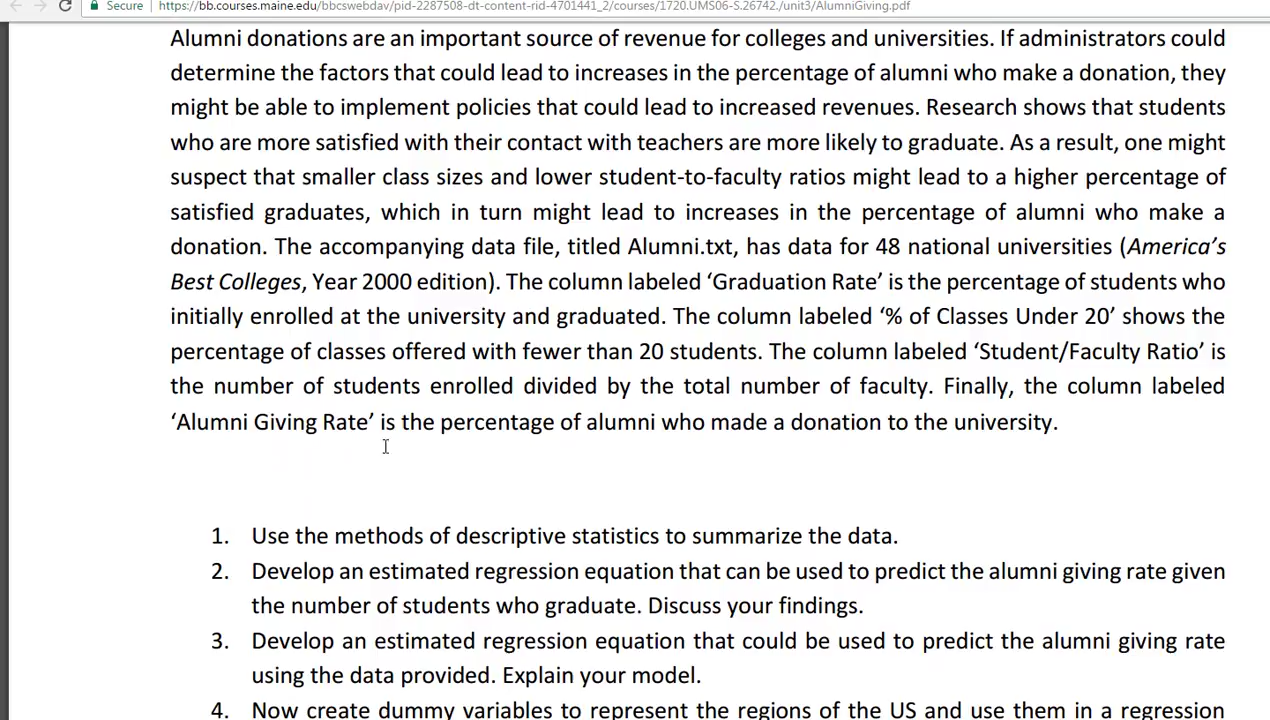 Secure https://bb.courses.maine.edu/bbcswebdav/pid-2287508-dt-content-rid-4701441_2/courses/1720.UMS06-S.26742./unit3/AlumniGiving.pdf
Alumni donations are an important source of revenue for colleges and universities. If administrators could
determine the factors that could lead to increases in the percentage of alumni who make a donation, they
might be able to implement policies that could lead to increased revenues. Research shows that students
who are more satisfied with their contact with teachers are more likely to graduate. As a result, one might
suspect that smaller class sizes and lower student-to-faculty ratios might lead to a higher percentage of
satisfied graduates, which in turn might lead to increases in the percentage of alumni who make a
donation. The accompanying data file, titled Alumni.txt, has data for 48 national universities (America’s
Best Colleges, Year 2000 edition). The column labeled ‘Graduation Rate’ is the percentage of students who
initially enrolled at the university and graduated. The column labeled ‘% of Classes Under 20’ shows the
percentage of classes offered with fewer than 20 students. The column labeled ‘Student/Faculty Ratio’ is
the number of students enrolled divided by the total number of faculty. Finally, the column labeled
‘Alumni Giving Rate’ is the percentage of alumni who made a donation to the university.
1. Use the methods of descriptive statistics to summarize the data.
2. Develop an estimated regression equation that can be used to predict the alumni giving rate given
the number of students who graduate. Discuss your findings.
3. Develop an estimated regression equation that could be used to predict the alumni giving rate
using the data provided. Explain your model.
4. Now create dummy variables to represent the regions of the US and use them in a regression